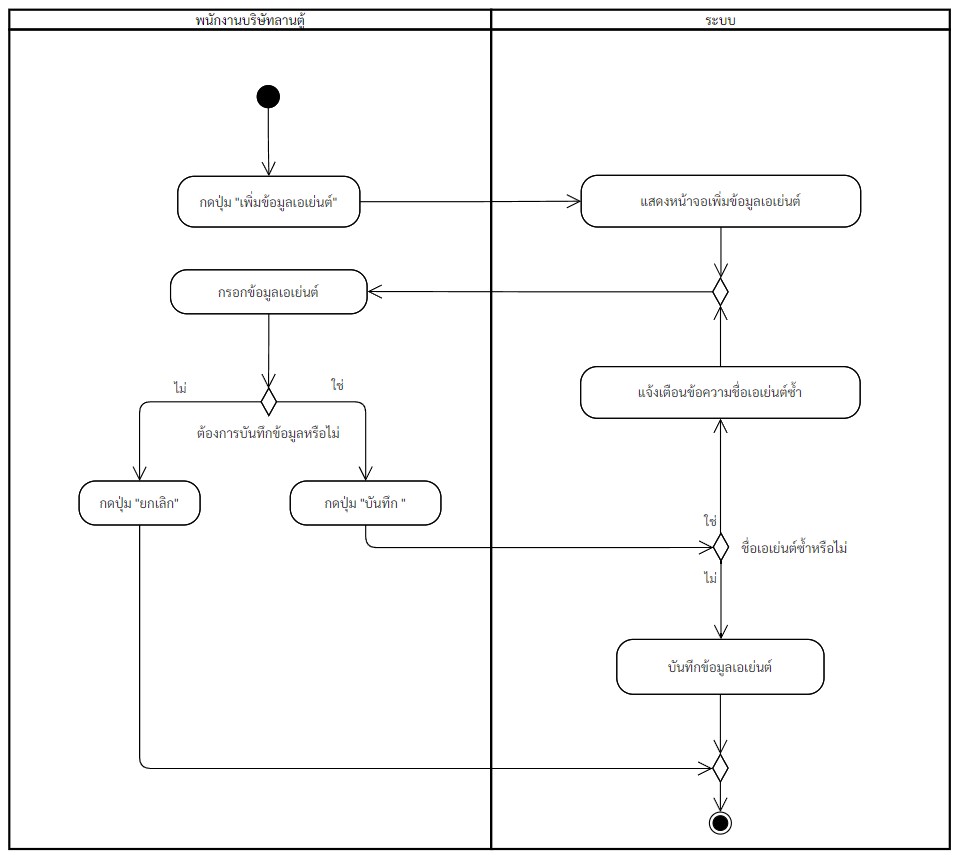 พนักงานบริษัทลานตู้
ระบบ
กดปุ่ม "เพิ่มข้อมูลเอเย่นต์"
แสดงหน้าจอเพิ่มข้อมูลเอเย่นต์
กรอกข้อมูลเอเย่นต์
แจ้งเตือนข้อความชื่อเอเย่นต์ซ้ำ
ไม่
ใช่
ต้องการบันทึกข้อมูลหรือไม่
กดปุ่ม "ยกเลิก"
กดปุ่ม "บันทึก "
ใช่
ชื่อเอเย่นต์ซ้ำหรือไม่
ไม่
บันทึกข้อมูลเอเย่นต์